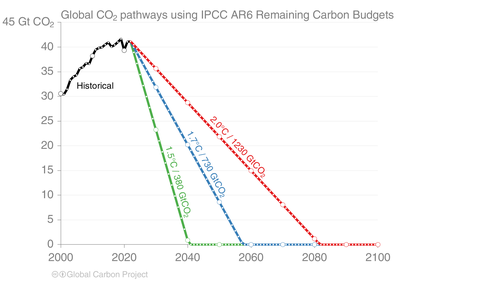 Global CO₂ pathways using IPCC AR6 Remaining Carbon Budgets
45 Gt CO₂
40
35
30
25
20
15
10
5
0
Historical
1.5°C / 380 GtCO₂
1.7°C / 730 GtCO₂
2.0°C / 1230 GtCO₂
2000
2020
2040
2060
2080
2100
Global Carbon Project